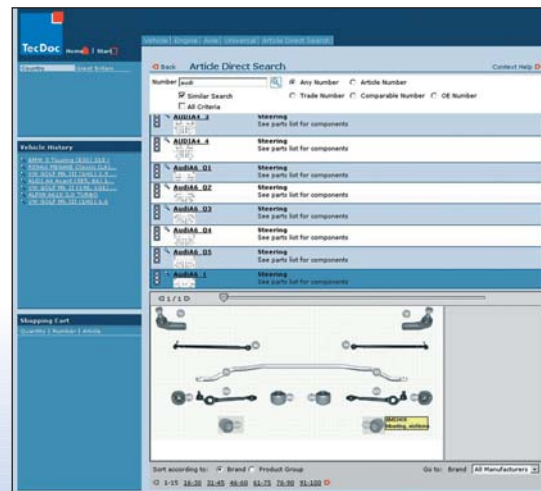 TecDoc
Home | Start
Vehicle | Engine | Axle | Universal | Article Direct Search
Country Great Britain
Back Article Direct Search Context Help
Number audi Any Number Article Number
Similar Search Trade Number Comparable Number OE Number
All Criteria
AUDIA4_3 Steering
See parts list for components
AUDIA4_4 Steering
See parts list for components
AudiA6_01 Steering
See parts list for components
AudiA6_02 Steering
See parts list for components
AudiA6_03 Steering
See parts list for components
AudiA6_04 Steering
See parts list for components
AudiA6_05 Steering
See parts list for components
AudiA6_1 Steering
See parts list for components
Vehicle History
1 / 1
Shopping Cart
Quantity | Number | Article
Sort according to: Brand Product Group Go to: Brand All Manufacturers
1-15 16-30 31-45 46-60 61-75 76-90 91-100